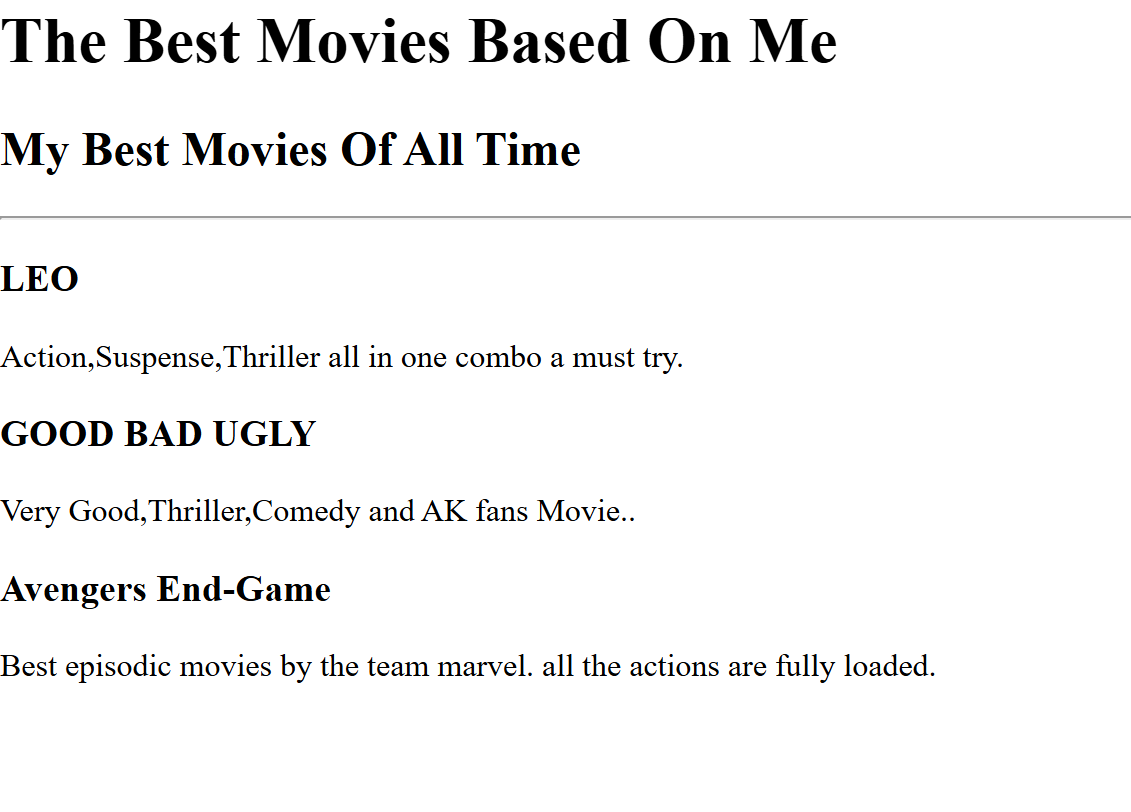 The Best Movies Based On Me
My Best Movies Of All Time
LEO
Action,Suspense,Thriller all in one combo a must try.
GOOD BAD UGLY
Very Good,Thriller,Comedy and AK fans Movie..
Avengers End-Game
Best episodic movies by the team marvel. all the actions are fully loaded.